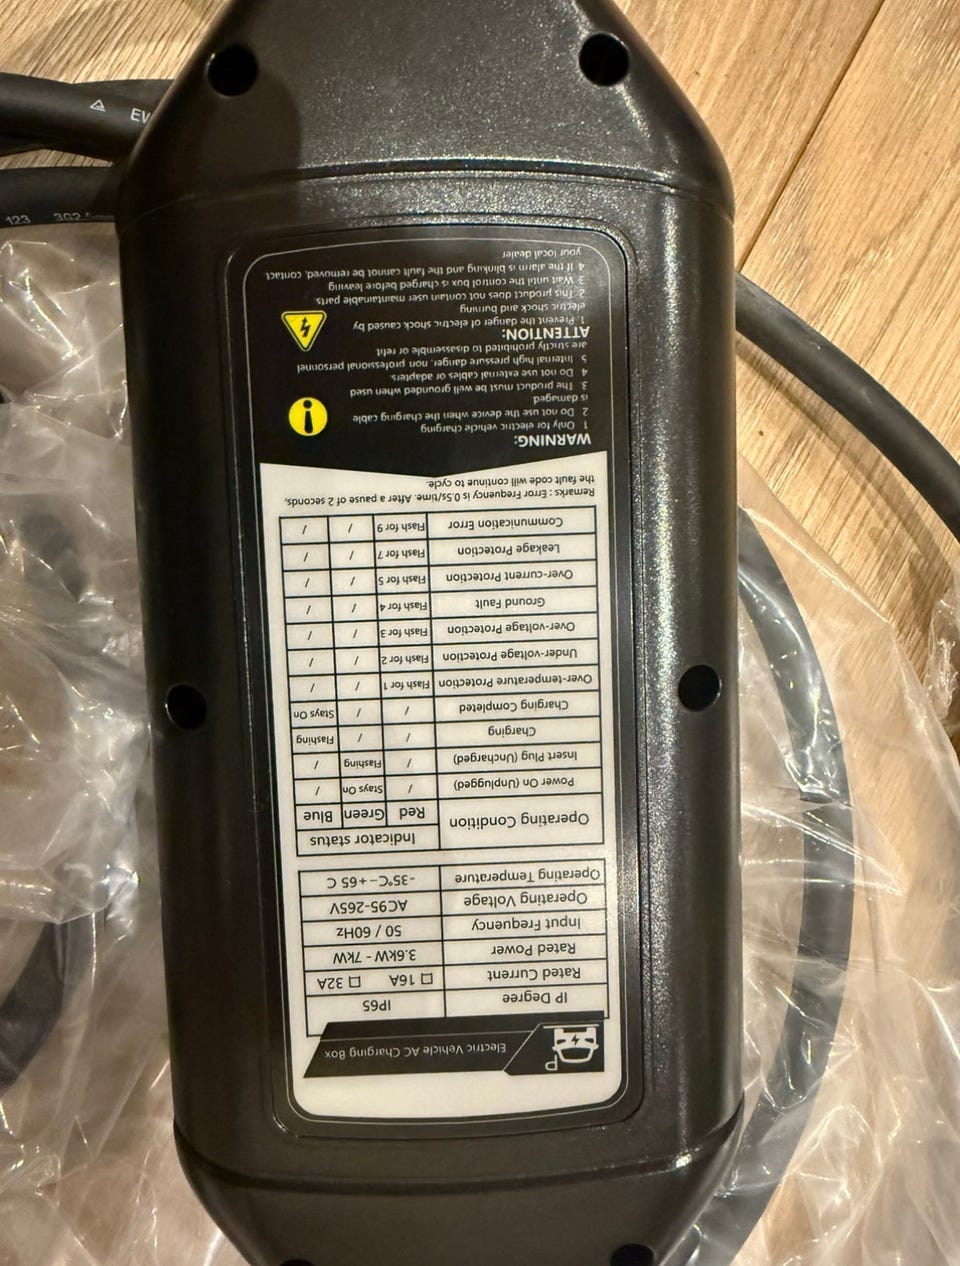 P
Electric Vehicle AC Charging Box
IP Degree IP65
Rated Current ☐ 16A ☐ 32A
Rated Power 3.6kW - 7kW
Input Frequency 50 / 60Hz
Operating Voltage AC95-265V
Operating Temperature -35°C-+65 C
Operating Condition Indicator status
Red Green Blue
Power On (Unplugged) / Stays On /
Insert Plug (Uncharged) / Flashing /
Charging / / Flashing
Charging Completed / / Stays On
Over-temperature Protection Flash for 1 / /
Under-voltage Protection Flash for 2 / /
Over-voltage Protection Flash for 3 / /
Ground Fault Flash for 4 / /
Over-current Protection Flash for 5 / /
Leakage Protection Flash for 7 / /
Communication Error Flash for 9 / /
Remarks : Error Frequency is 0.5s/time. After a pause of 2 seconds,
the fault code will continue to cycle.
WARNING:
1 Only for electric vehicle charging
2 Do not use the device when the charging cable
is damaged
3. The product must be well grounded when used
4 Do not use external cables or adapters
5 Internal high pressure danger, non professional personnel
are strictly prohibited to disassemble or refit
ATTENTION:
1 Prevent the danger of electric shock caused by
electric shock and burning
2. This product does not contain user maintainable parts
3 Wait until the control box is charged before leaving
4 If the alarm is blinking and the fault cannot be removed, contact
your local dealer
EV
123 3G2.5mm